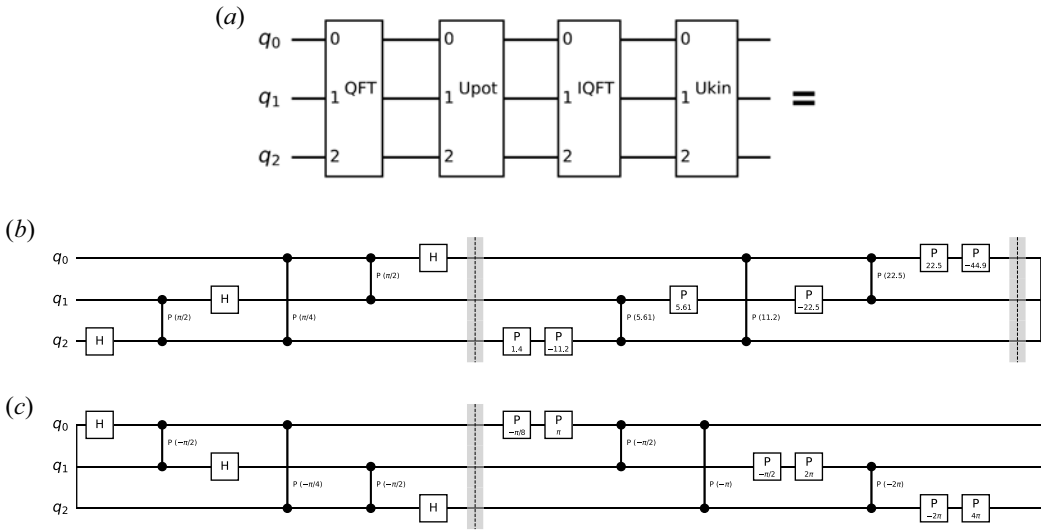 (a)
q0 0 0 0 0
q1 1 QFT 1 Upot 1 IQFT 1 Ukin =
q2 2 2 2 2
(b)
q0 H P 22.5 P −44.9
P (π/2) P (22.5)
q1 H P 5.61 P −22.5
P (π/2) P (π/4) P (5.61) P (11.2)
q2 H P 1.4 P −11.2
(c)
q0 H P −π/8 P π
P (−π/2) P (−π/2)
q1 H P −π/2 P 2π
P (−π/4) P (−π/2) P (−π) P (−2π)
q2 H P −2π P 4π